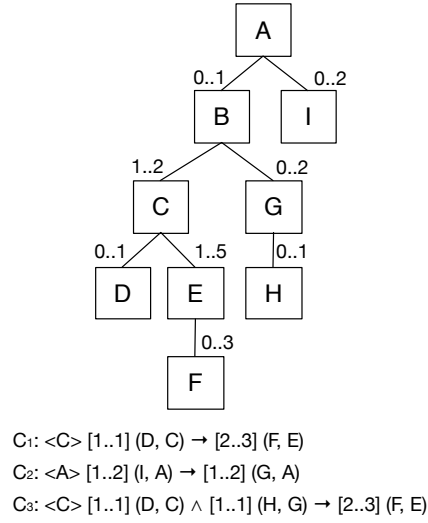 A
0..1 0..2
B I
1..2 0..2
C G
0..1 1..5 0..1
D E H
0..3
F
C₁: <C> [1..1] (D, C) → [2..3] (F, E)
C₂: <A> [1..2] (I, A) → [1..2] (G, A)
C₃: <C> [1..1] (D, C) ∧ [1..1] (H, G) → [2..3] (F, E)